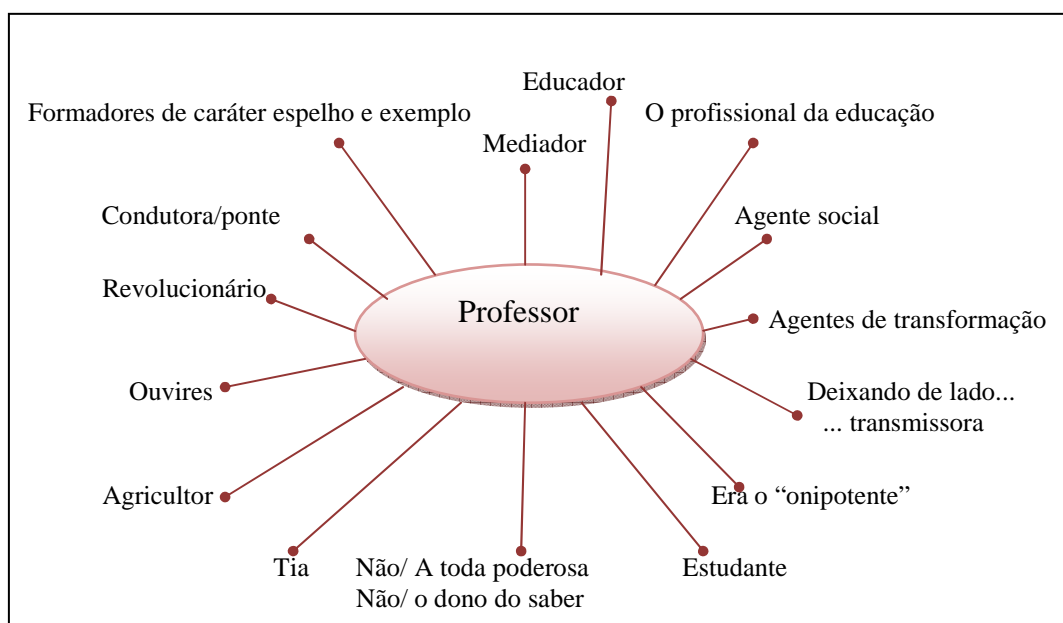 Educador
Formadores de caráter espelho e exemplo
O profissional da educação
Mediador
Condutora/ponte
Agente social
Revolucionário
Professor
Agentes de transformação
Ouvires
Deixando de lado...
... transmissora
Agricultor
Era o “onipotente”
Tia
Não/ A toda poderosa
Não/ o dono do saber
Estudante